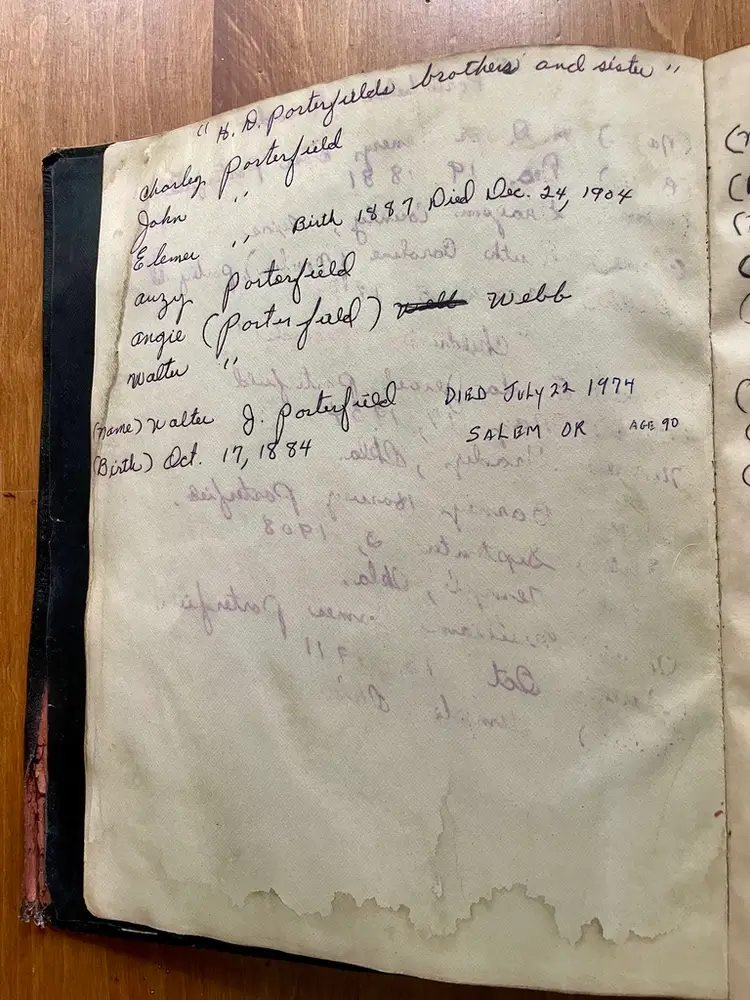 "H. D. Porterfields brothers and sister"
Charley Porterfield
John "
Elemer " Birth 1887 Died Dec. 24, 1904
auzy Porterfield
angie (Porterfield) Webb
Walter "
(Name) Walter J. Porterfield DIED JULY 22 1974
(Birth) Oct. 17, 1884 SALEM OR AGE 90